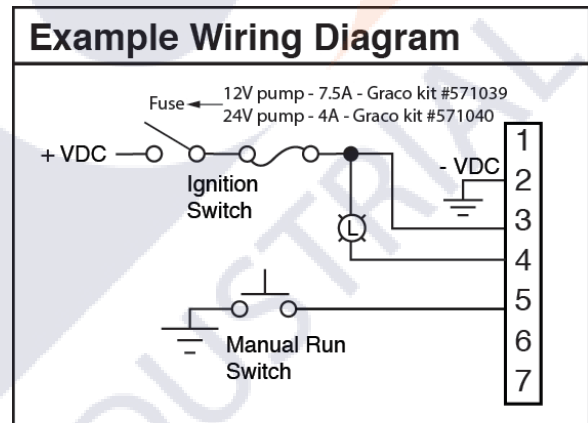 Example Wiring Diagram
12V pump - 7.5A - Graco kit #571039
Fuse
24V pump - 4A - Graco kit #571040
+ VDC
Ignition
Switch
- VDC
L
Manual Run
Switch
1
2
3
4
5
6
7
USTRIAL